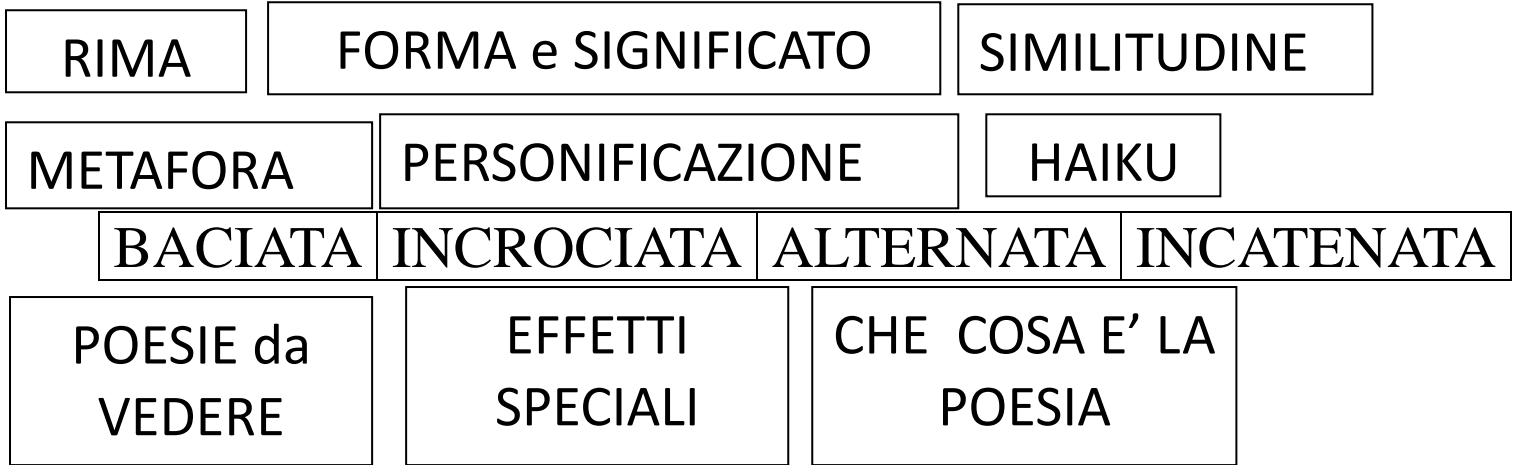 RIMA
FORMA e SIGNIFICATO
SIMILITUDINE
METAFORA
PERSONIFICAZIONE
HAIKU
BACIATA INCROCIATA ALTERNATA INCATENATA
POESIE da
VEDERE
EFFETTI
SPECIALI
CHE COSA E’ LA
POESIA